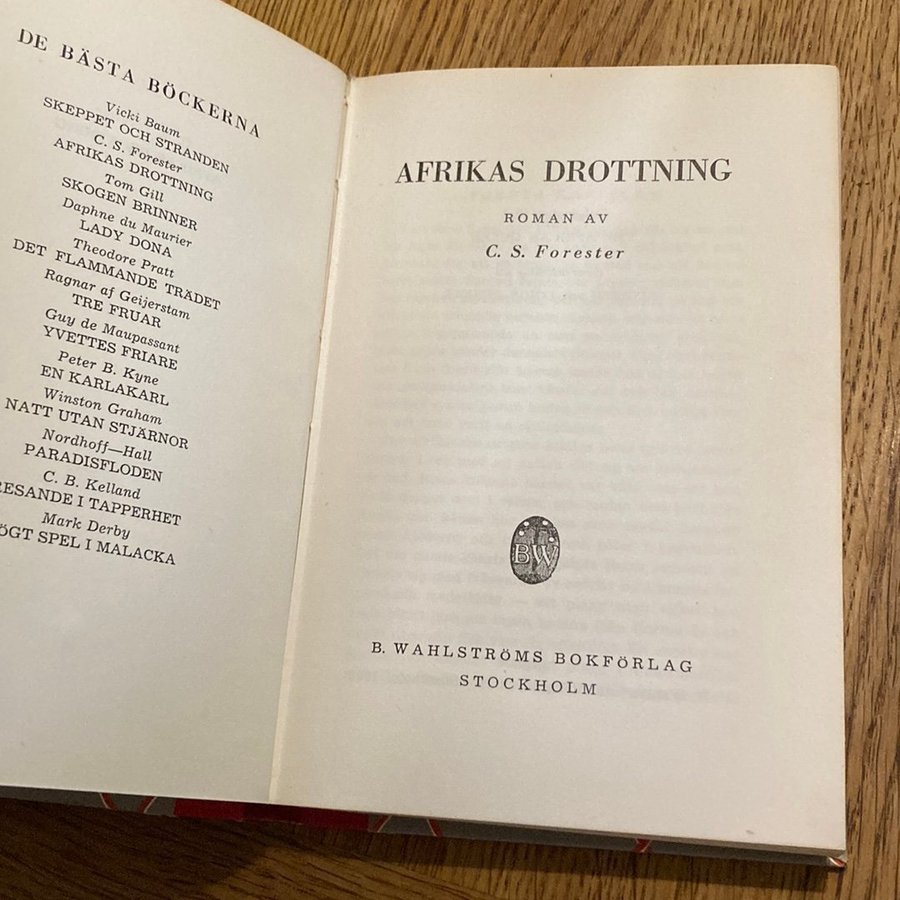 DE BÄSTA BÖCKERNA
Vicki Baum
SKEPPET OCH STRANDEN
C. S. Forester
AFRIKAS DROTTNING
Tom Gill
SKOGEN BRINNER
Daphne du Maurier
LADY DONA
Theodore Pratt
DET FLAMMANDE TRÄDET
Ragnar af Geijerstam
TRE FRUAR
Guy de Maupassant
YVETTES FRIARE
Peter B. Kyne
EN KARLAKARL
Winston Graham
NATT UTAN STJÄRNOR
Nordhoff—Hall
PARADISFLODEN
C. B. Kelland
RESANDE I TAPPERHET
Mark Derby
ÖGT SPEL I MALACKA
AFRIKAS DROTTNING
ROMAN AV
C. S. Forester
BW
B. WAHLSTRÖMS BOKFÖRLAG
STOCKHOLM